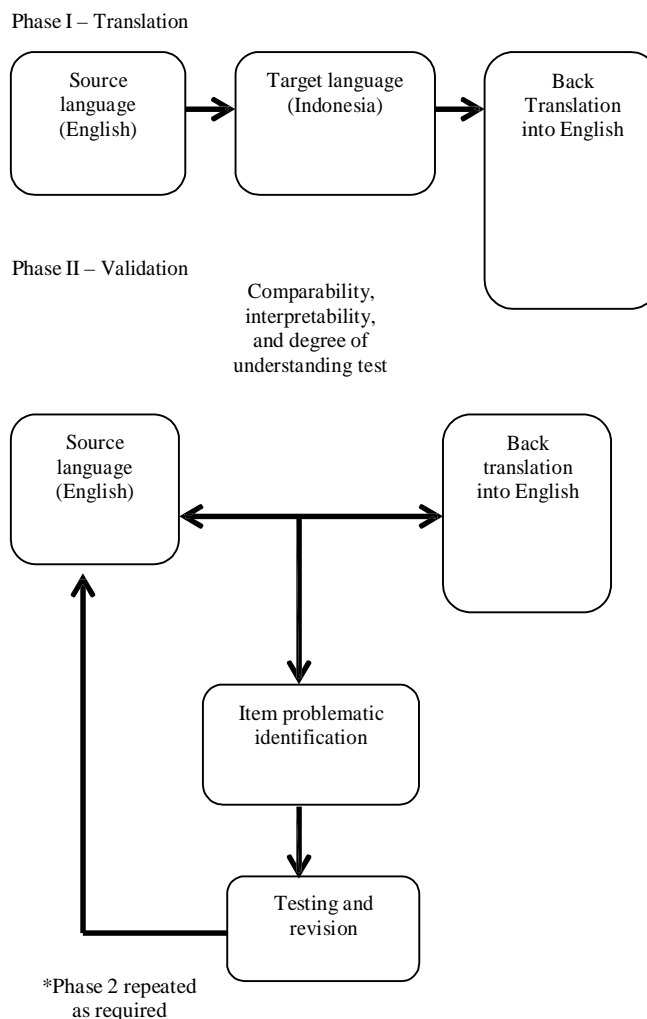 Phase I – Translation
Source
language
(English)
Target language
(Indonesia)
Back
Translation
into English
Phase II – Validation
Comparability,
interpretability,
and degree of
understanding test
Source
language
(English)
Back
translation
into English
Item problematic
identification
Testing and
revision
*Phase 2 repeated
as required